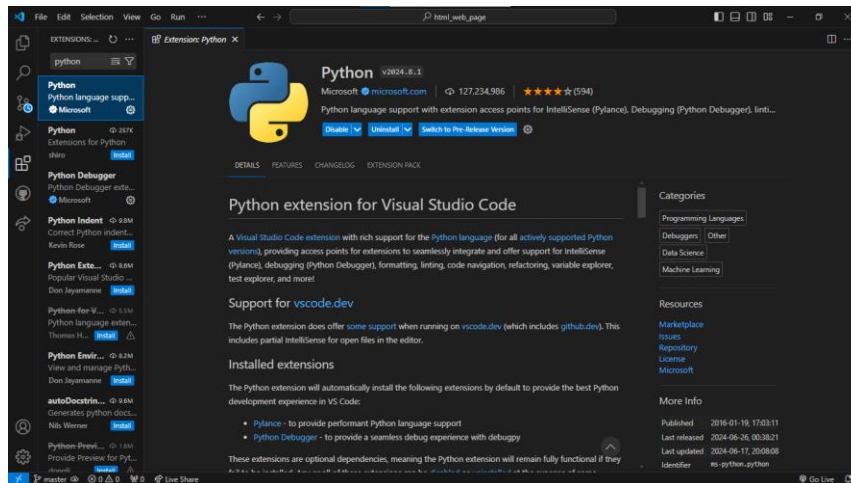 File Edit Selection View Go Run ...
html_web_page
EXTENSIONS: ... ...
Extension: Python
python
Python
Python language supp...
Microsoft
Python 257K
Extensions for Python
shiro Install
Python Debugger
Python Debugger exte...
Microsoft
Python Indent 9.8M
Correct Python indent...
Kevin Rose Install
Python Exte... 8.6M
Popular Visual Studio ...
Don Jayamanne Install
Python for V... 5.5M
Python language exten...
Thomas H... Install
Python Envir... 8.2M
View and manage Pyth...
Don Jayamanne Install
autoDocstrin... 9.8M
Generates python docs...
Nils Werner Install
Python Previ... 1.8M
Provide Preview for Pyt...
dongli Install
Python v2024.8.1
Microsoft microsoft.com 127,234,986 (594)
Python language support with extension access points for IntelliSense (Pylance), Debugging (Python Debugger), linti...
Disable Uninstall Switch to Pre-Release Version
DETAILS FEATURES CHANGELOG EXTENSION PACK
Python extension for Visual Studio Code
A Visual Studio Code extension with rich support for the Python language (for all actively supported Python
versions), providing access points for extensions to seamlessly integrate and offer support for IntelliSense
(Pylance), debugging (Python Debugger), formatting, linting, code navigation, refactoring, variable explorer,
test explorer, and more!
Support for vscode.dev
The Python extension does offer some support when running on vscode.dev (which includes github.dev). This
includes partial IntelliSense for open files in the editor.
Installed extensions
The Python extension will automatically install the following extensions by default to provide the best Python
development experience in VS Code:
Pylance - to provide performant Python language support
Python Debugger - to provide a seamless debug experience with debugpy
These extensions are optional dependencies, meaning the Python extension will remain fully functional if they
Categories
Programming Languages
Debuggers Other
Data Science
Machine Learning
Resources
Marketplace
Issues
Repository
License
Microsoft
More Info
Published 2016-01-19, 17:03:11
Last released 2024-06-26, 00:38:21
Last updated 2024-06-17, 20:08:08
Identifier ms-python.python
master 0 0 0 Live Share Go Live